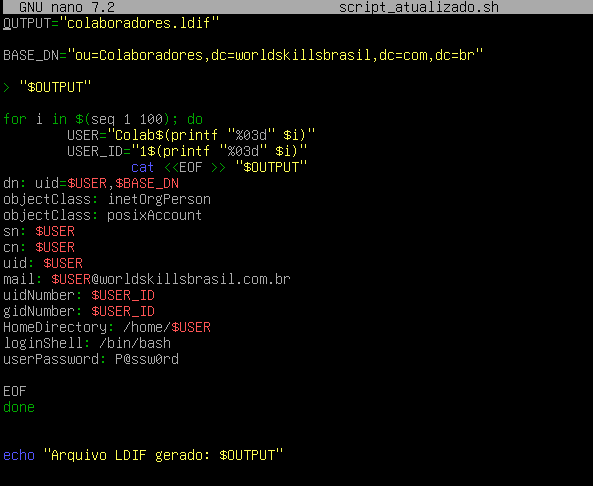 GNU nano 7.2 script_atualizado.sh
OUTPUT="colaboradores.ldif"
BASE_DN="ou=Colaboradores,dc=worldskillsbrasil,dc=com,dc=br"
> "$OUTPUT"
for i in $(seq 1 100); do
USER="Colab$(printf "%03d" $i)"
USER_ID="1$(printf "%03d" $i)"
cat <<EOF >> "$OUTPUT"
dn: uid=$USER,$BASE_DN
objectClass: inetOrgPerson
objectClass: posixAccount
sn: $USER
cn: $USER
uid: $USER
mail: $USER@worldskillsbrasil.com.br
uidNumber: $USER_ID
gidNumber: $USER_ID
HomeDirectory: /home/$USER
loginShell: /bin/bash
userPassword: P@ssw0rd
EOF
done
echo "Arquivo LDIF gerado: $OUTPUT"